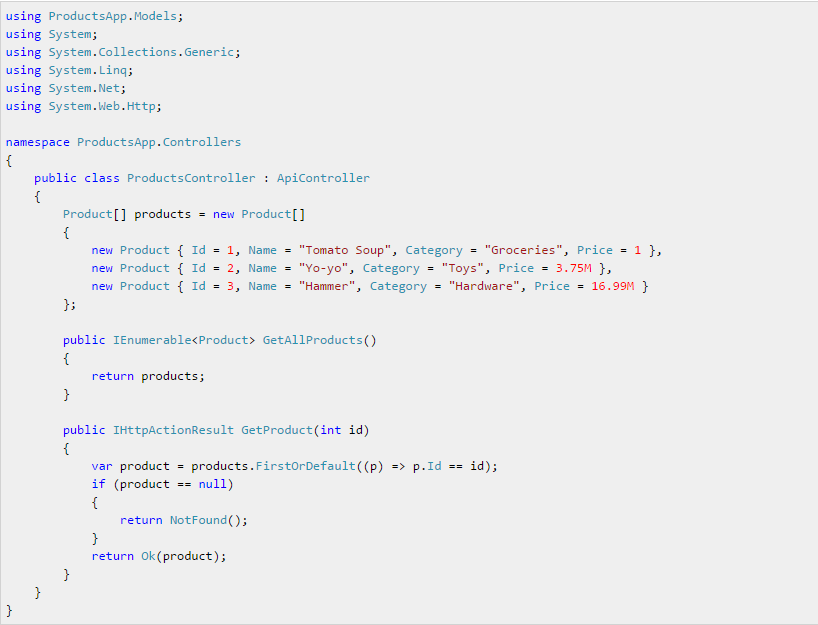 using ProductsApp.Models;
using System;
using System.Collections.Generic;
using System.Linq;
using System.Net;
using System.Web.Http;

namespace ProductsApp.Controllers
{
    public class ProductsController : ApiController
    {
        Product[] products = new Product[]
        {
            new Product { Id = 1, Name = "Tomato Soup", Category = "Groceries", Price = 1 },
            new Product { Id = 2, Name = "Yo-yo", Category = "Toys", Price = 3.75M },
            new Product { Id = 3, Name = "Hammer", Category = "Hardware", Price = 16.99M }
        };

        public IEnumerable<Product> GetAllProducts()
        {
            return products;
        }

        public IHttpActionResult GetProduct(int id)
        {
            var product = products.FirstOrDefault((p) => p.Id == id);
            if (product == null)
            {
                return NotFound();
            }
            return Ok(product);
        }
    }
}